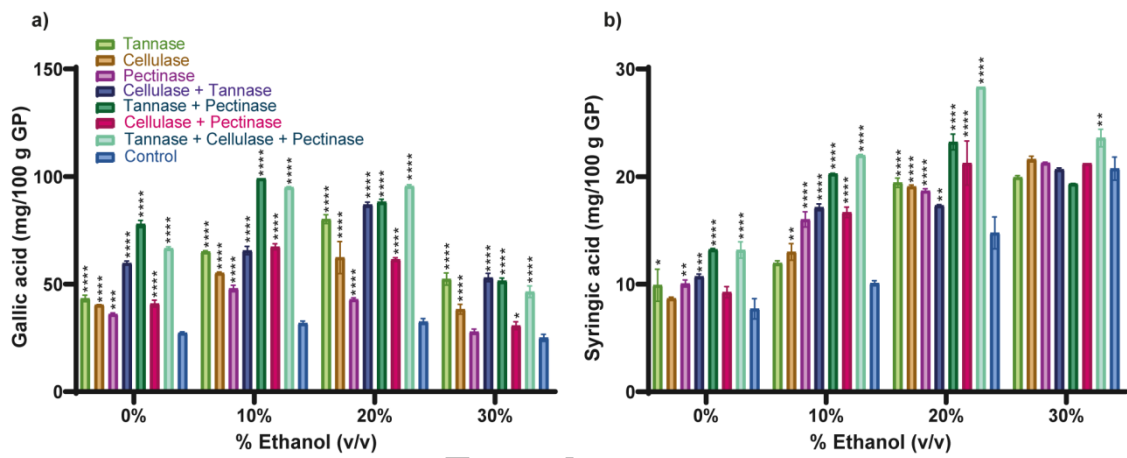 a)
Gallic acid (mg/100 g GP)
150
100
50
0
Tannase
Cellulase
Pectinase
Cellulase + Tannase
Tannase + Pectinase
Cellulase + Pectinase
Tannase + Cellulase + Pectinase
Control
**** **** *** **** **** **** ****
**** **** **** **** **** **** ****
**** **** **** **** **** **** ****
**** **** **** **** * ****
0% 10% 20% 30%
% Ethanol (v/v)
b)
Syringic acid (mg/100 g GP)
30
20
10
0
* ** *** **** ****
** **** **** **** **** ****
**** **** **** ** **** **** ****
**
0% 10% 20% 30%
% Ethanol (v/v)